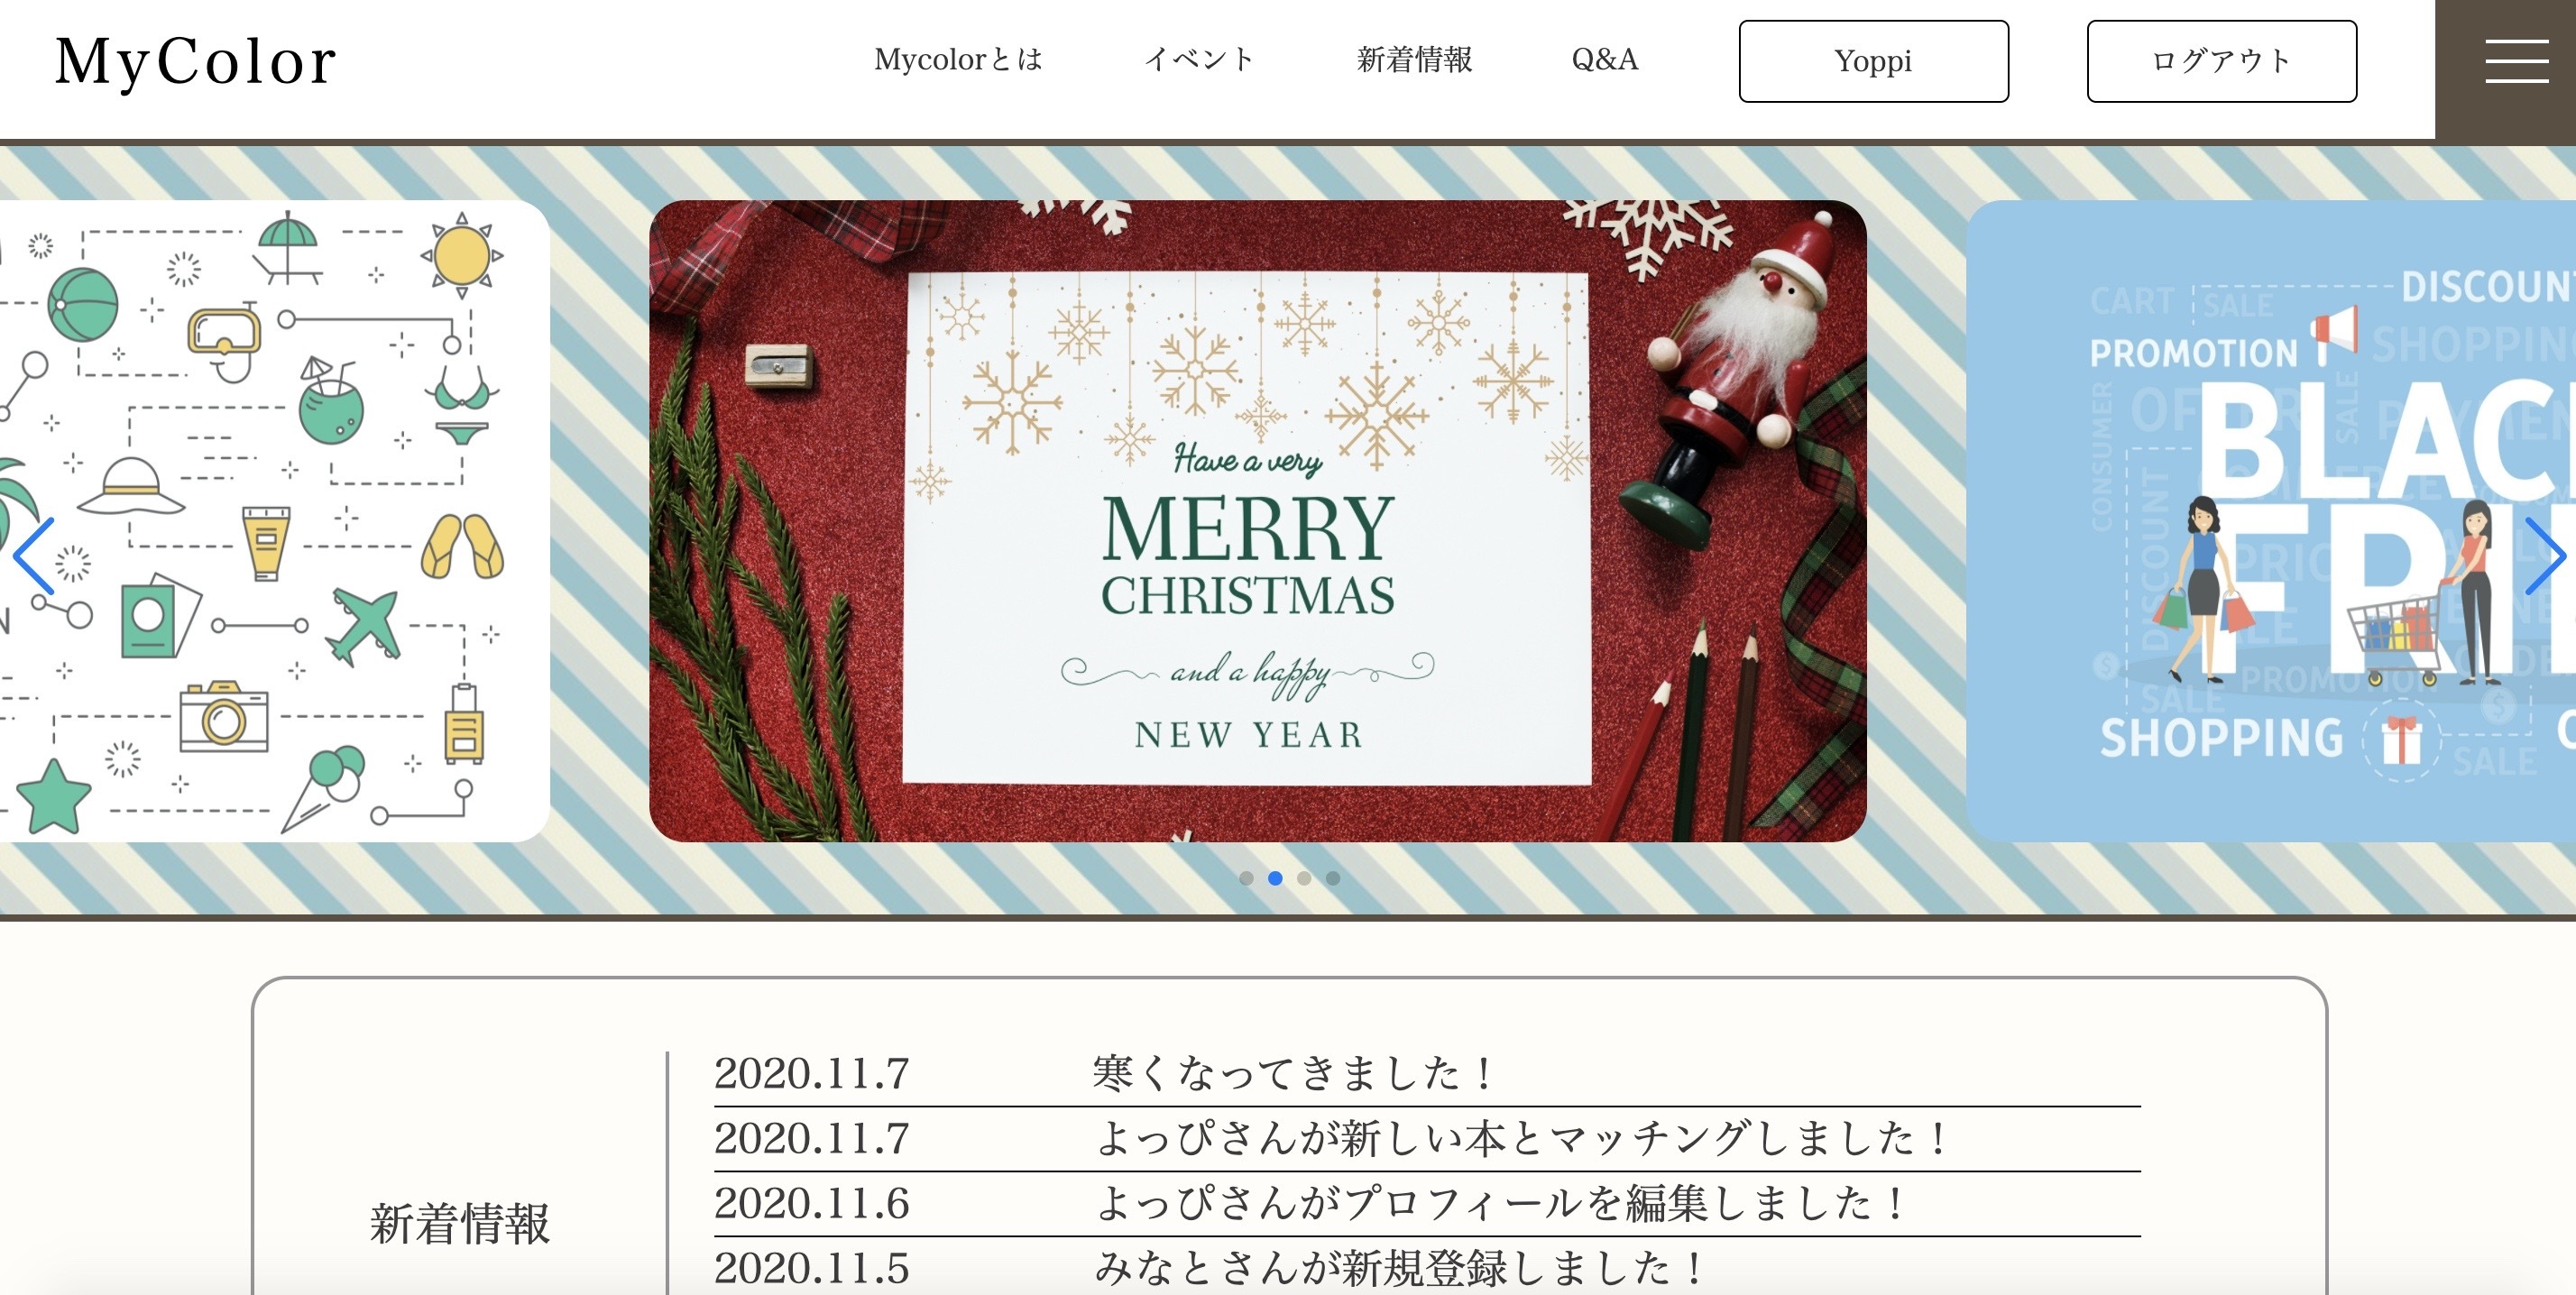 MyColor
Mycolorとは
イベント
新着情報
Q&A
Yoppi
ログアウト
Have a very
MERRY
CHRISTMAS
and a happy
NEW YEAR
CART
SALE
PROMOTION
SHOPPING
CONSUMER
SALE
DISCOUNT
PROMOTION
SALE
SHOPPING
SALE
新着情報
2020.11.7 寒くなってきました！
2020.11.7 よっぴさんが新しい本とマッチングしました！
2020.11.6 よっぴさんがプロフィールを編集しました！
2020.11.5 みなとさんが新規登録しました！